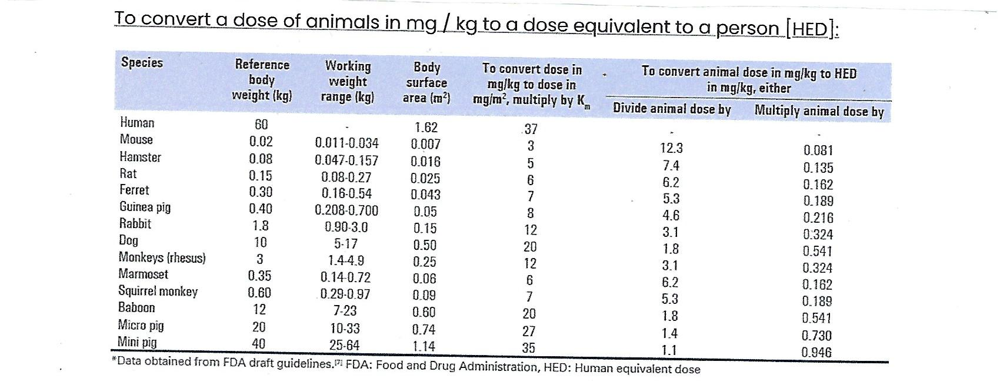 To convert a dose of animals in mg / kg to a dose equivalent to a person [HED]:
Species Reference body weight (kg) Working weight range (kg) Body surface area (m²) To convert dose in mg/kg to dose in mg/m², multiply by Km To convert animal dose in mg/kg to HED in mg/kg, either
Divide animal dose by Multiply animal dose by
Human 60 - 1.62 37 - -
Mouse 0.02 0.011-0.034 0.007 3 12.3 0.081
Hamster 0.08 0.047-0.157 0.016 5 7.4 0.135
Rat 0.15 0.08-0.27 0.025 6 6.2 0.162
Ferret 0.30 0.16-0.54 0.043 7 5.3 0.189
Guinea pig 0.40 0.208-0.700 0.05 8 4.6 0.216
Rabbit 1.8 0.90-3.0 0.15 12 3.1 0.324
Dog 10 5-17 0.50 20 1.8 0.541
Monkeys (rhesus) 3 1.4-4.9 0.25 12 3.1 0.324
Marmoset 0.35 0.14-0.72 0.06 6 6.2 0.162
Squirrel monkey 0.60 0.29-0.97 0.09 7 5.3 0.189
Baboon 12 7-23 0.60 20 1.8 0.541
Micro pig 20 10-33 0.74 27 1.4 0.730
Mini pig 40 25-64 1.14 35 1.1 0.946
*Data obtained from FDA draft guidelines.[7] FDA: Food and Drug Administration, HED: Human equivalent dose